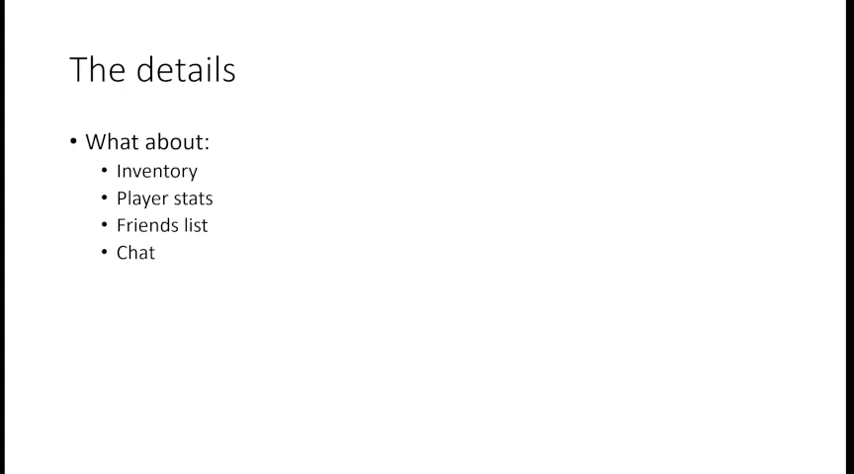 The details
• What about:
• Inventory
• Player stats
• Friends list
• Chat